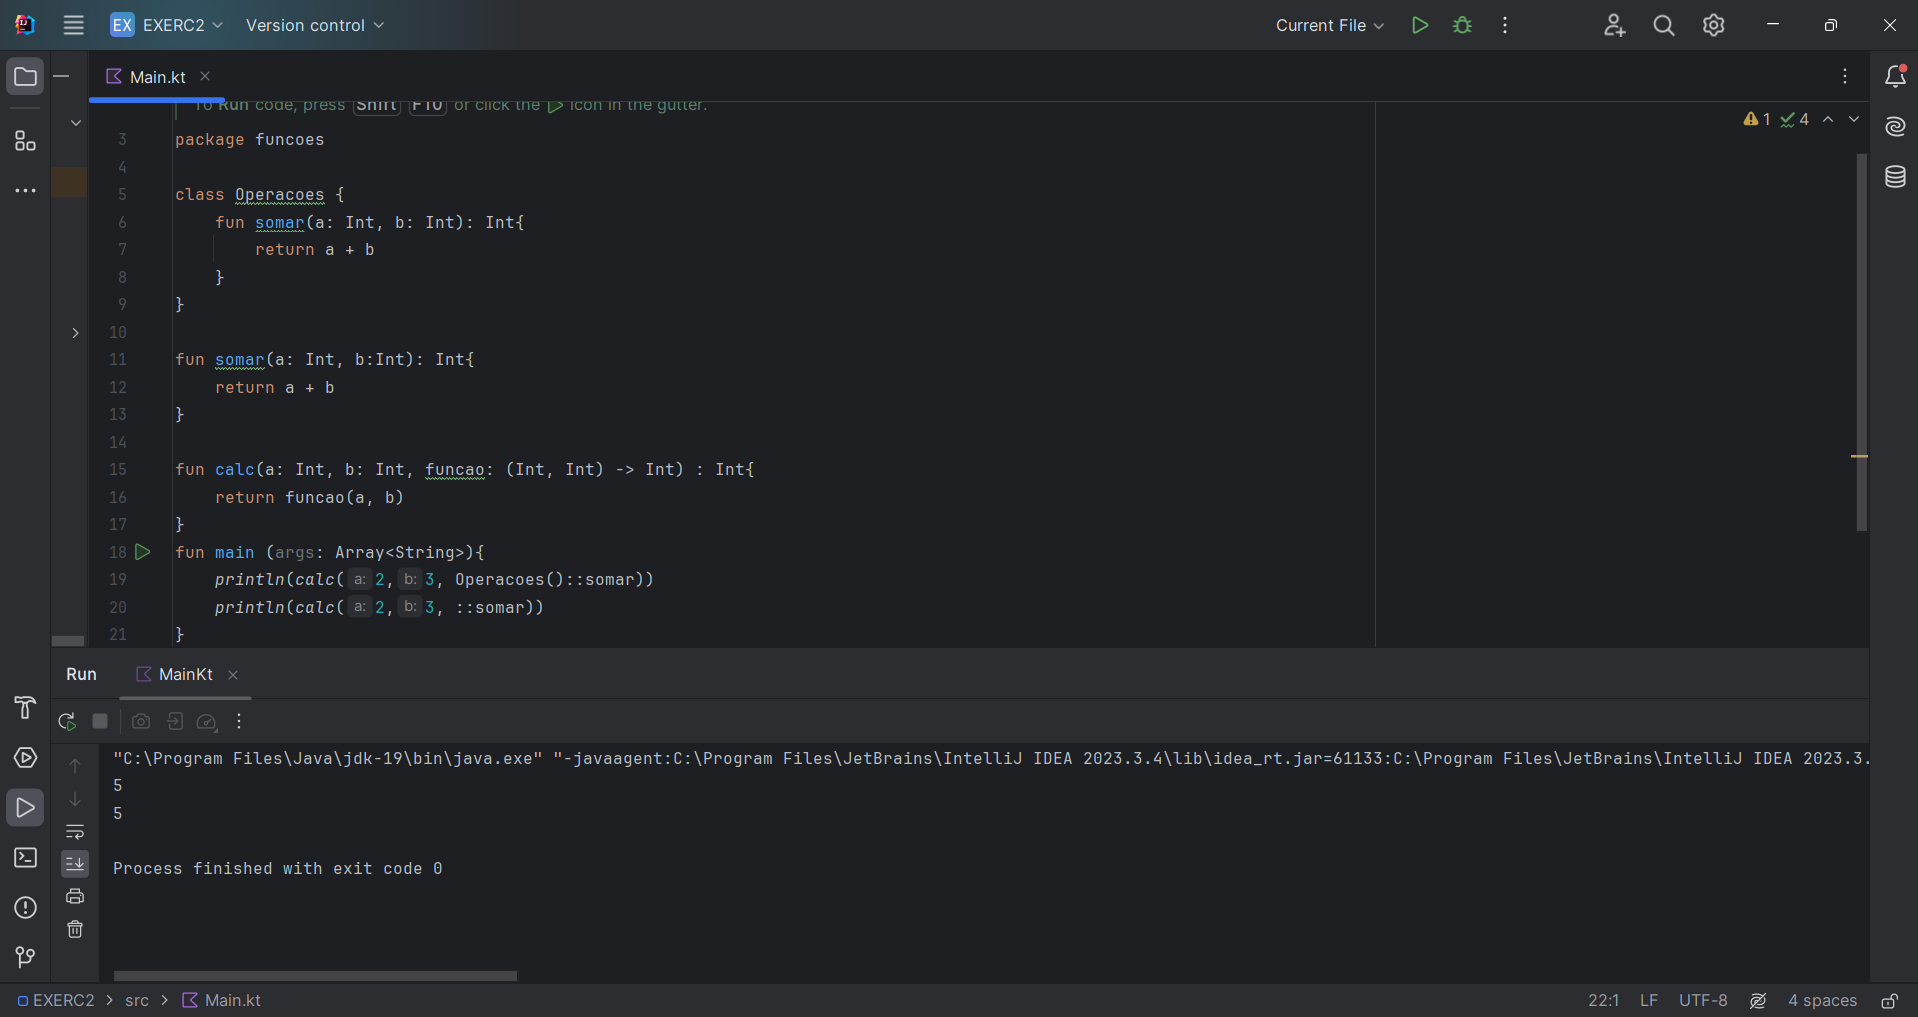 EX EXERC2 Version control Current File
Main.kt
To Run code, press Shift F10 or click the icon in the gutter.
1 4
3 package funcoes
4
5 class Operacoes {
6 fun somar(a: Int, b: Int): Int{
7 return a + b
8 }
9 }
10
11 fun somar(a: Int, b:Int): Int{
12 return a + b
13 }
14
15 fun calc(a: Int, b: Int, funcao: (Int, Int) -> Int) : Int{
16 return funcao(a, b)
17 }
18 fun main (args: Array<String>){
19 println(calc( a: 2, b: 3, Operacoes()::somar))
20 println(calc( a: 2, b: 3, ::somar))
21 }
Run MainKt
"C:\Program Files\Java\jdk-19\bin\java.exe" "-javaagent:C:\Program Files\JetBrains\IntelliJ IDEA 2023.3.4\lib\idea_rt.jar=61133:C:\Program Files\JetBrains\IntelliJ IDEA 2023.3.
5
5
Process finished with exit code 0
EXERC2 > src > Main.kt 22:1 LF UTF-8 4 spaces